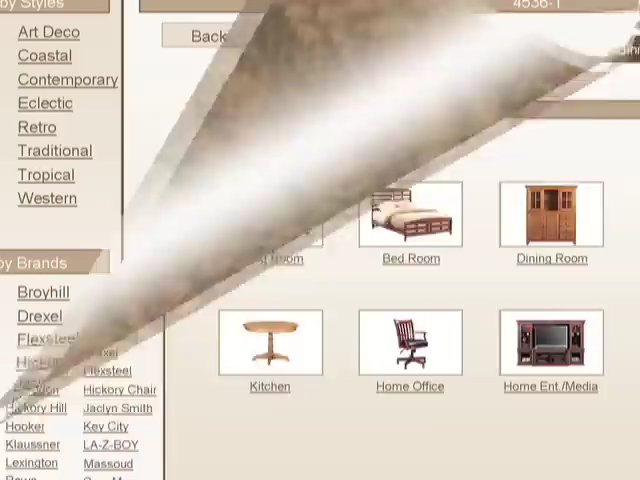 by Styles
4536-1
Back
Art Deco
Coastal
Contemporary
Eclectic
Retro
Traditional
Tropical
Western
Room
Bed Room
Dining Room
by Brands
Broyhill
Drexel
Flexsteel
Flexsteel
Hickory Chair
Hickory Hill
Jaclyn Smith
Hooker
Key City
Klaussner
LA-Z-BOY
Lexington
Massoud
Kitchen
Home Office
Home Ent./Media